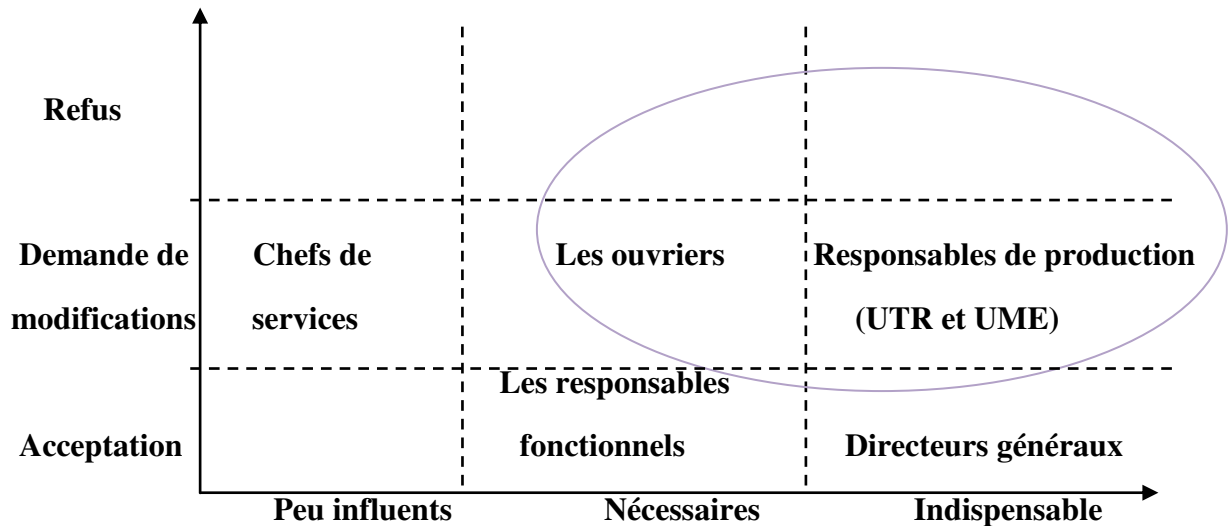 Refus
Demande de
modifications
Chefs de
services
Les ouvriers
Responsables de production
(UTR et UME)
Acceptation
Les responsables
fonctionnels
Directeurs généraux
Peu influents
Nécessaires
Indispensable